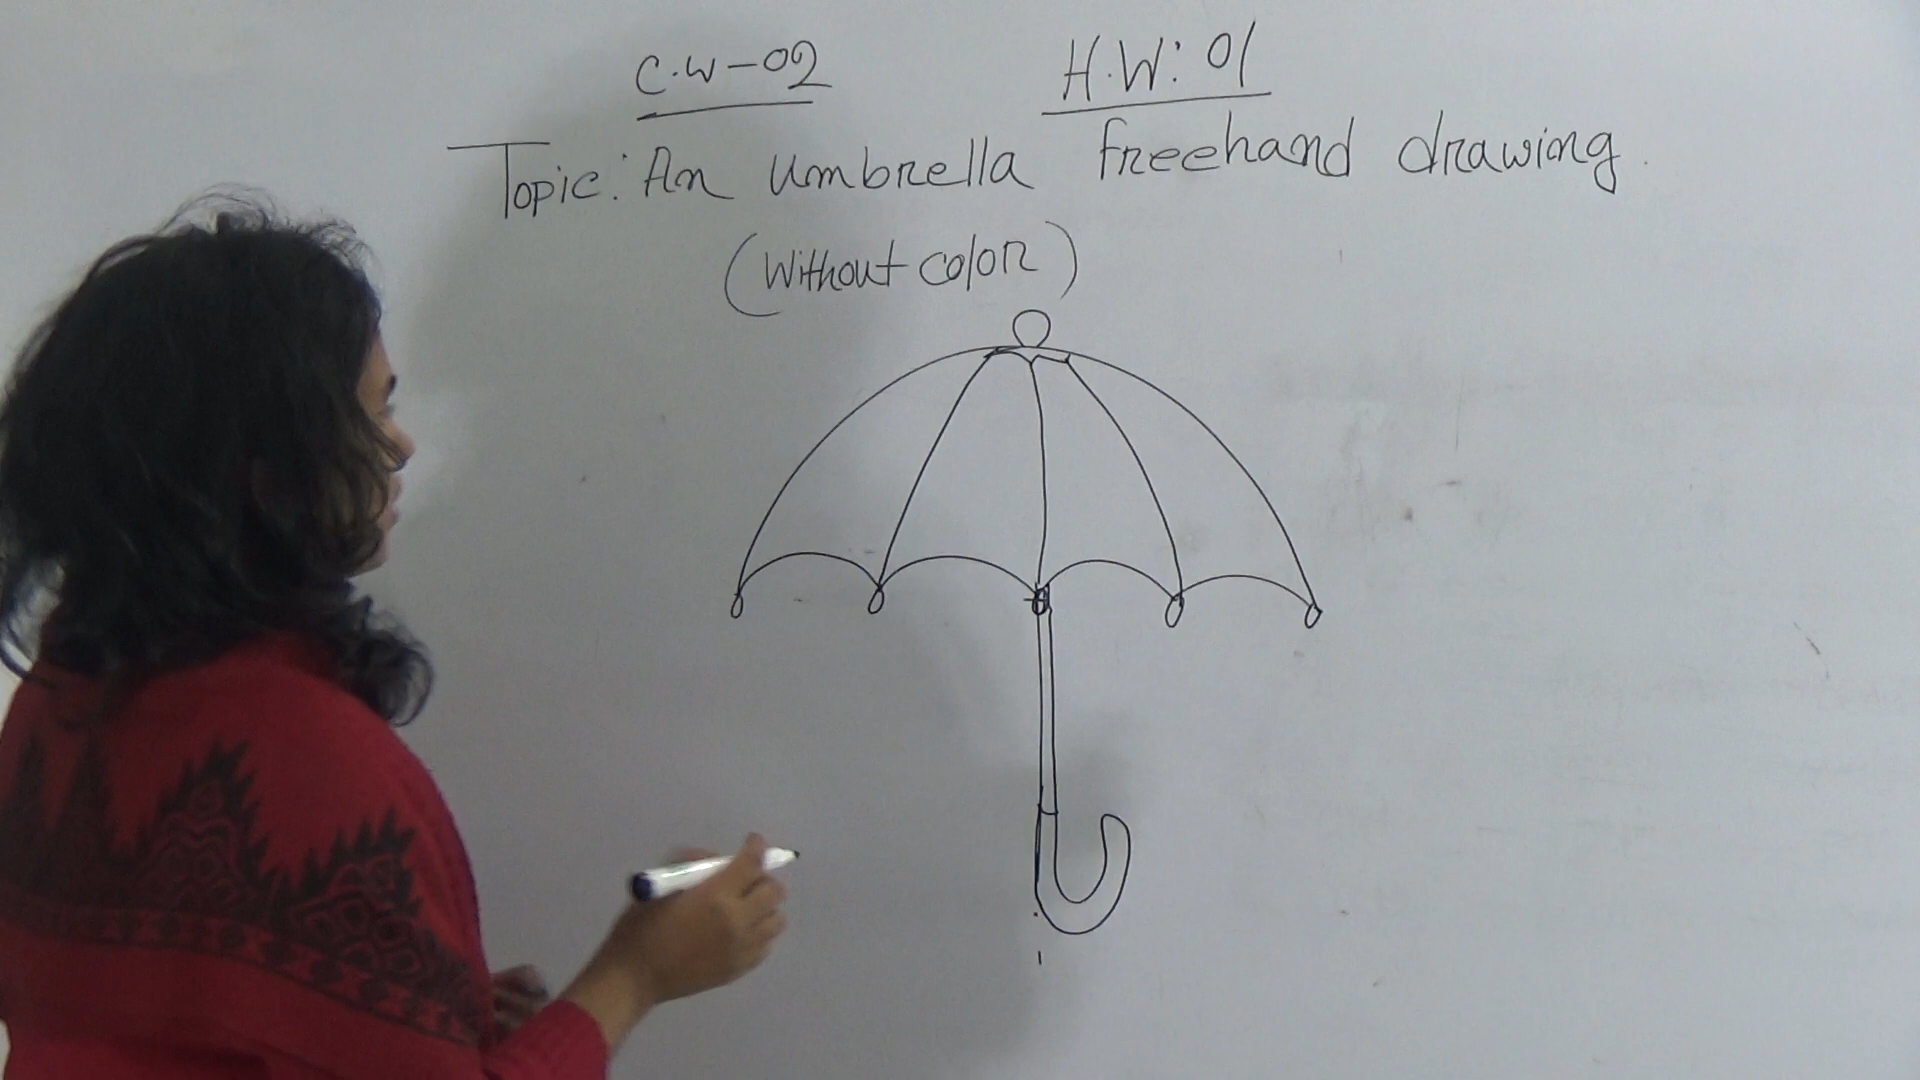 C.W-02 H.W: 01
Topic: An Umbrella freehand drawing.
(Without color)